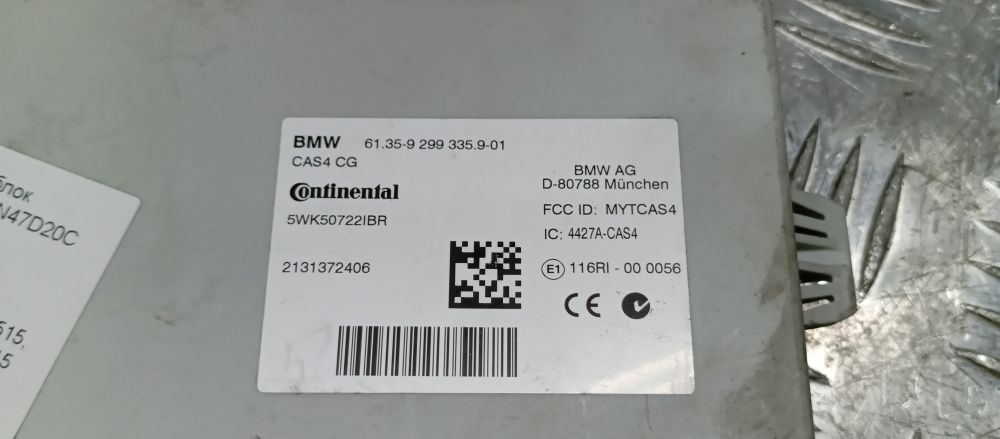 BMW 61.35-9 299 335.9-01
CAS4 CG
Continental
5WK50722IBR
2131372406
BMW AG
D-80788 München
FCC ID: MYTCAS4
IC: 4427A-CAS4
E1 116RI - 00 0056
CE
блок
N47D20C
515,